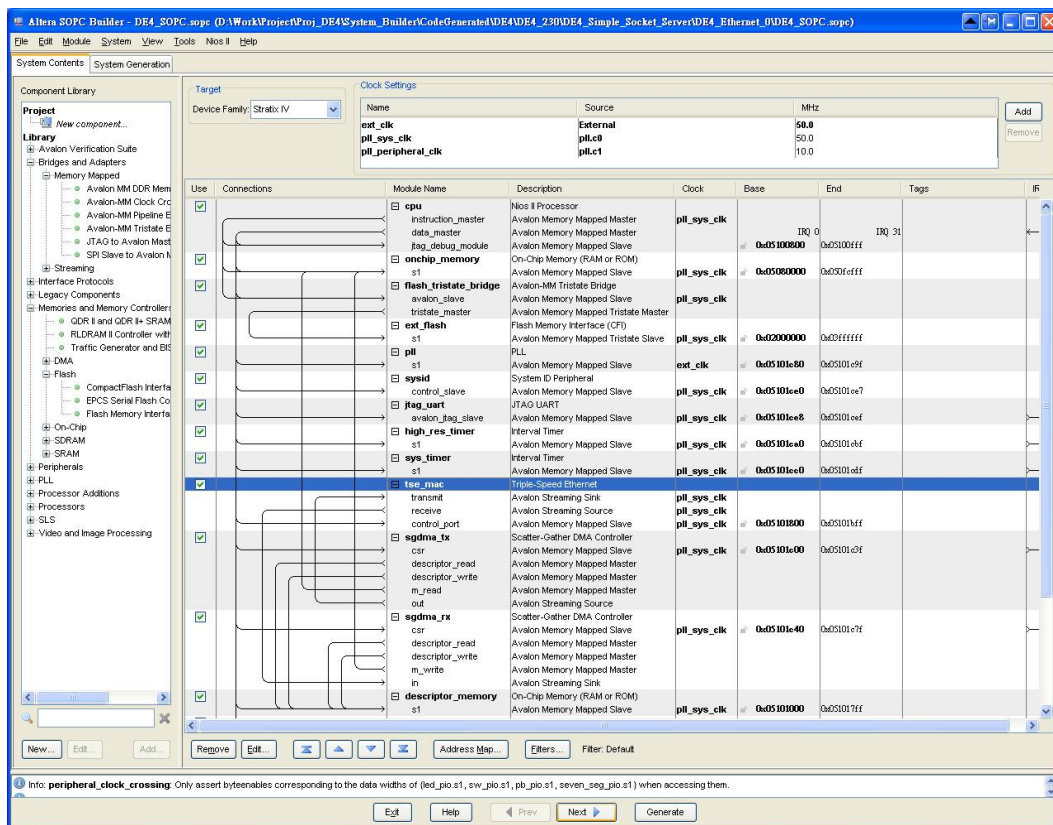 Altera SOPC Builder - DE4_SOPC.sopc (D:\Work\Project\Proj_DE4\System_Builder\CodeGenerated\DE4\DE4_230\DE4_Simple_Socket_Server\DE4_Ethernet_0\DE4_SOPC.sopc)
File Edit Module System View Tools Nios II Help
System Contents System Generation
Component Library
Project
New component...
Library
Avalon Verification Suite
Bridges and Adapters
Memory Mapped
Avalon MM DDR Mem
Avalon-MM Clock Cro
Avalon-MM Pipeline E
Avalon-MM Tristate E
JTAG to Avalon Mast
SPI Slave to Avalon M
Streaming
Interface Protocols
Legacy Components
Memories and Memory Controllers
QDR II and QDR II+ SRAM
RLDRAM II Controller with
Traffic Generator and BIS
DMA
Flash
CompactFlash Interfa
EPCS Serial Flash Co
Flash Memory Interfa
On-Chip
SDRAM
SRAM
Peripherals
PLL
Processor Additions
Processors
SLS
Video and Image Processing
New... Edit... Add...
Target
Device Family: Stratix IV
Clock Settings
Name Source MHz
ext_clk External 50.0
pll_sys_clk pll.c0 50.0
pll_peripheral_clk pll.c1 10.0
Add
Remove
Use Connections Module Name Description Clock Base End Tags IR
cpu Nios II Processor
instruction_master Avalon Memory Mapped Master pll_sys_clk
data_master Avalon Memory Mapped Master IRQ 0 IRQ 31
jtag_debug_module Avalon Memory Mapped Slave 0x05100800 0x05100fff
onchip_memory On-Chip Memory (RAM or ROM)
s1 Avalon Memory Mapped Slave pll_sys_clk 0x05080000 0x050fefff
flash_tristate_bridge Avalon-MM Tristate Bridge
avalon_slave Avalon Memory Mapped Slave pll_sys_clk
tristate_master Avalon Memory Mapped Tristate Master
ext_flash Flash Memory Interface (CFI)
s1 Avalon Memory Mapped Tristate Slave pll_sys_clk 0x02000000 0x03ffffff
pll PLL
s1 Avalon Memory Mapped Slave ext_clk 0x05101c80 0x05101c9f
sysid System ID Peripheral
control_slave Avalon Memory Mapped Slave pll_sys_clk 0x05101ce0 0x05101ce7
jtag_uart JTAG UART
avalon_jtag_slave Avalon Memory Mapped Slave pll_sys_clk 0x05101ce8 0x05101cef
high_res_timer Interval Timer
s1 Avalon Memory Mapped Slave pll_sys_clk 0x05101ca0 0x05101cbf
sys_timer Interval Timer
s1 Avalon Memory Mapped Slave pll_sys_clk 0x05101cc0 0x05101cdf
tse_mac Triple-Speed Ethernet
transmit Avalon Streaming Sink pll_sys_clk
receive Avalon Streaming Source pll_sys_clk
control_port Avalon Memory Mapped Slave pll_sys_clk 0x05101800 0x05101bff
sgdma_tx Scatter-Gather DMA Controller
csr Avalon Memory Mapped Slave pll_sys_clk 0x05101c00 0x05101c3f
descriptor_read Avalon Memory Mapped Master
descriptor_write Avalon Memory Mapped Master
m_read Avalon Memory Mapped Master
out Avalon Streaming Source
sgdma_rx Scatter-Gather DMA Controller
csr Avalon Memory Mapped Slave pll_sys_clk 0x05101c40 0x05101c7f
descriptor_read Avalon Memory Mapped Master
descriptor_write Avalon Memory Mapped Master
m_write Avalon Memory Mapped Master
in Avalon Streaming Sink
descriptor_memory On-Chip Memory (RAM or ROM)
s1 Avalon Memory Mapped Slave pll_sys_clk 0x05101000 0x051017ff
Remove Edit... Address Map... Filters... Filter: Default
Info: peripheral_clock_crossing: Only assert byteenables corresponding to the data widths of (led_pio.s1, sw_pio.s1, pb_pio.s1, seven_seg_pio.s1) when accessing them.
Exit Help Prev Next Generate